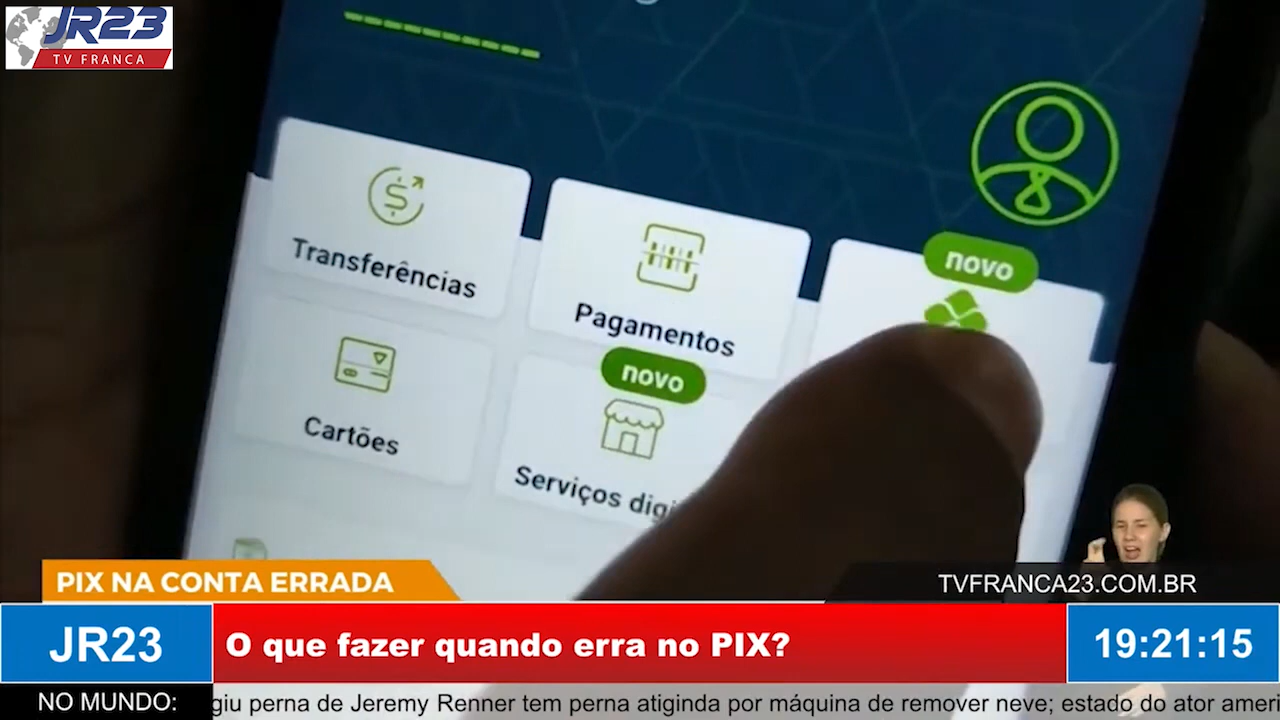 JR23
TV FRANCA
novo
Transferências
Pagamentos
novo
Cartões
Serviços
PIX NA CONTA ERRADA
TVFRANCA23.COM.BR
JR23
O que fazer quando erra no PIX?
19:21:15
NO MUNDO:
giu perna de Jeremy Renner tem perna atiginda por máquina de remover neve; estado do ator ameri